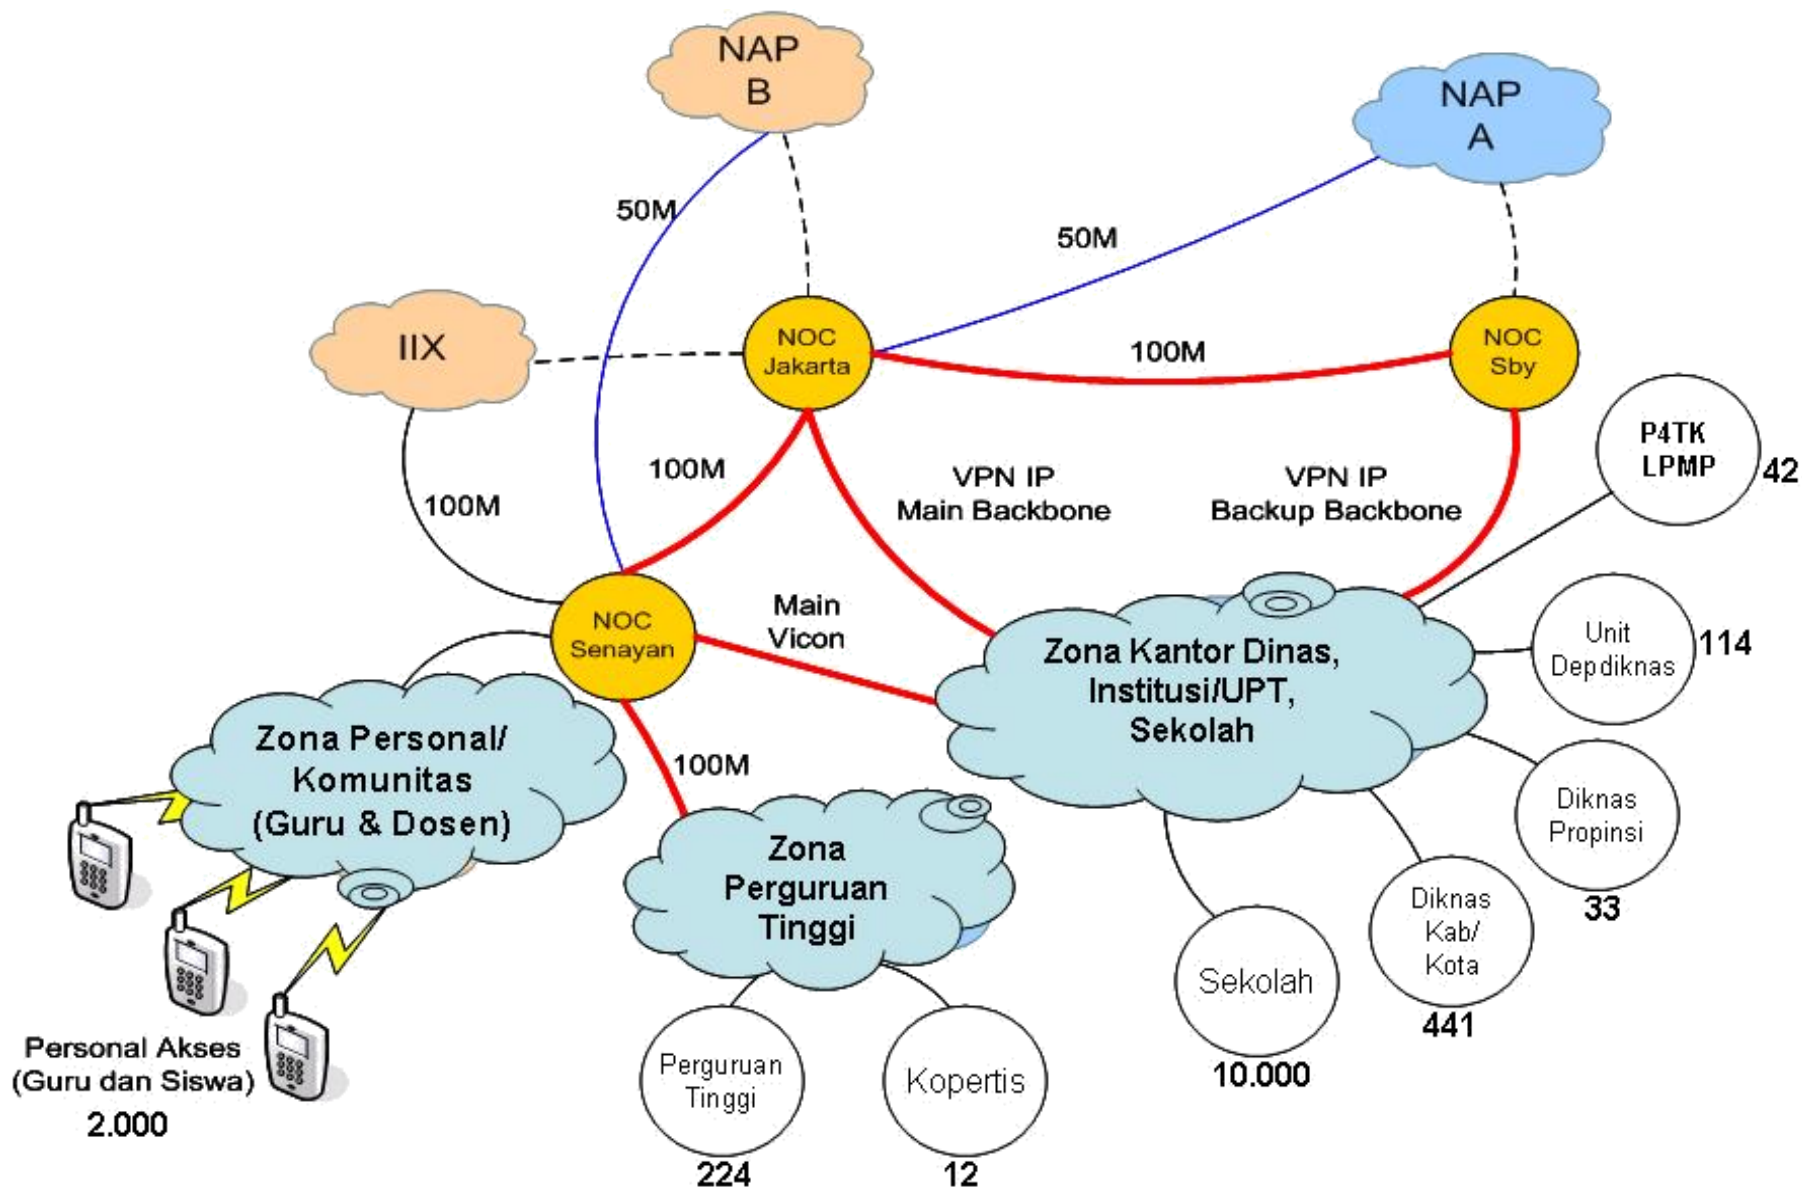 NAP
B
NAP
A
50M
50M
IIX
NOC
Jakarta
100M
NOC
Sby
P4TK
LPMP
42
100M
100M
VPN IP
Main Backbone
VPN IP
Backup Backbone
NOC
Senayan
Main
Vicon
Zona Kantor Dinas,
Institusi/UPT,
Sekolah
Unit
Depdiknas
114
Zona Personal/
Komunitas
(Guru & Dosen)
100M
Zona
Perguruan
Tinggi
Diknas
Propinsi
33
Diknas
Kab/
Kota
441
Sekolah
10.000
Personal Akses
(Guru dan Siswa)
2.000
Perguruan
Tinggi
224
Kopertis
12